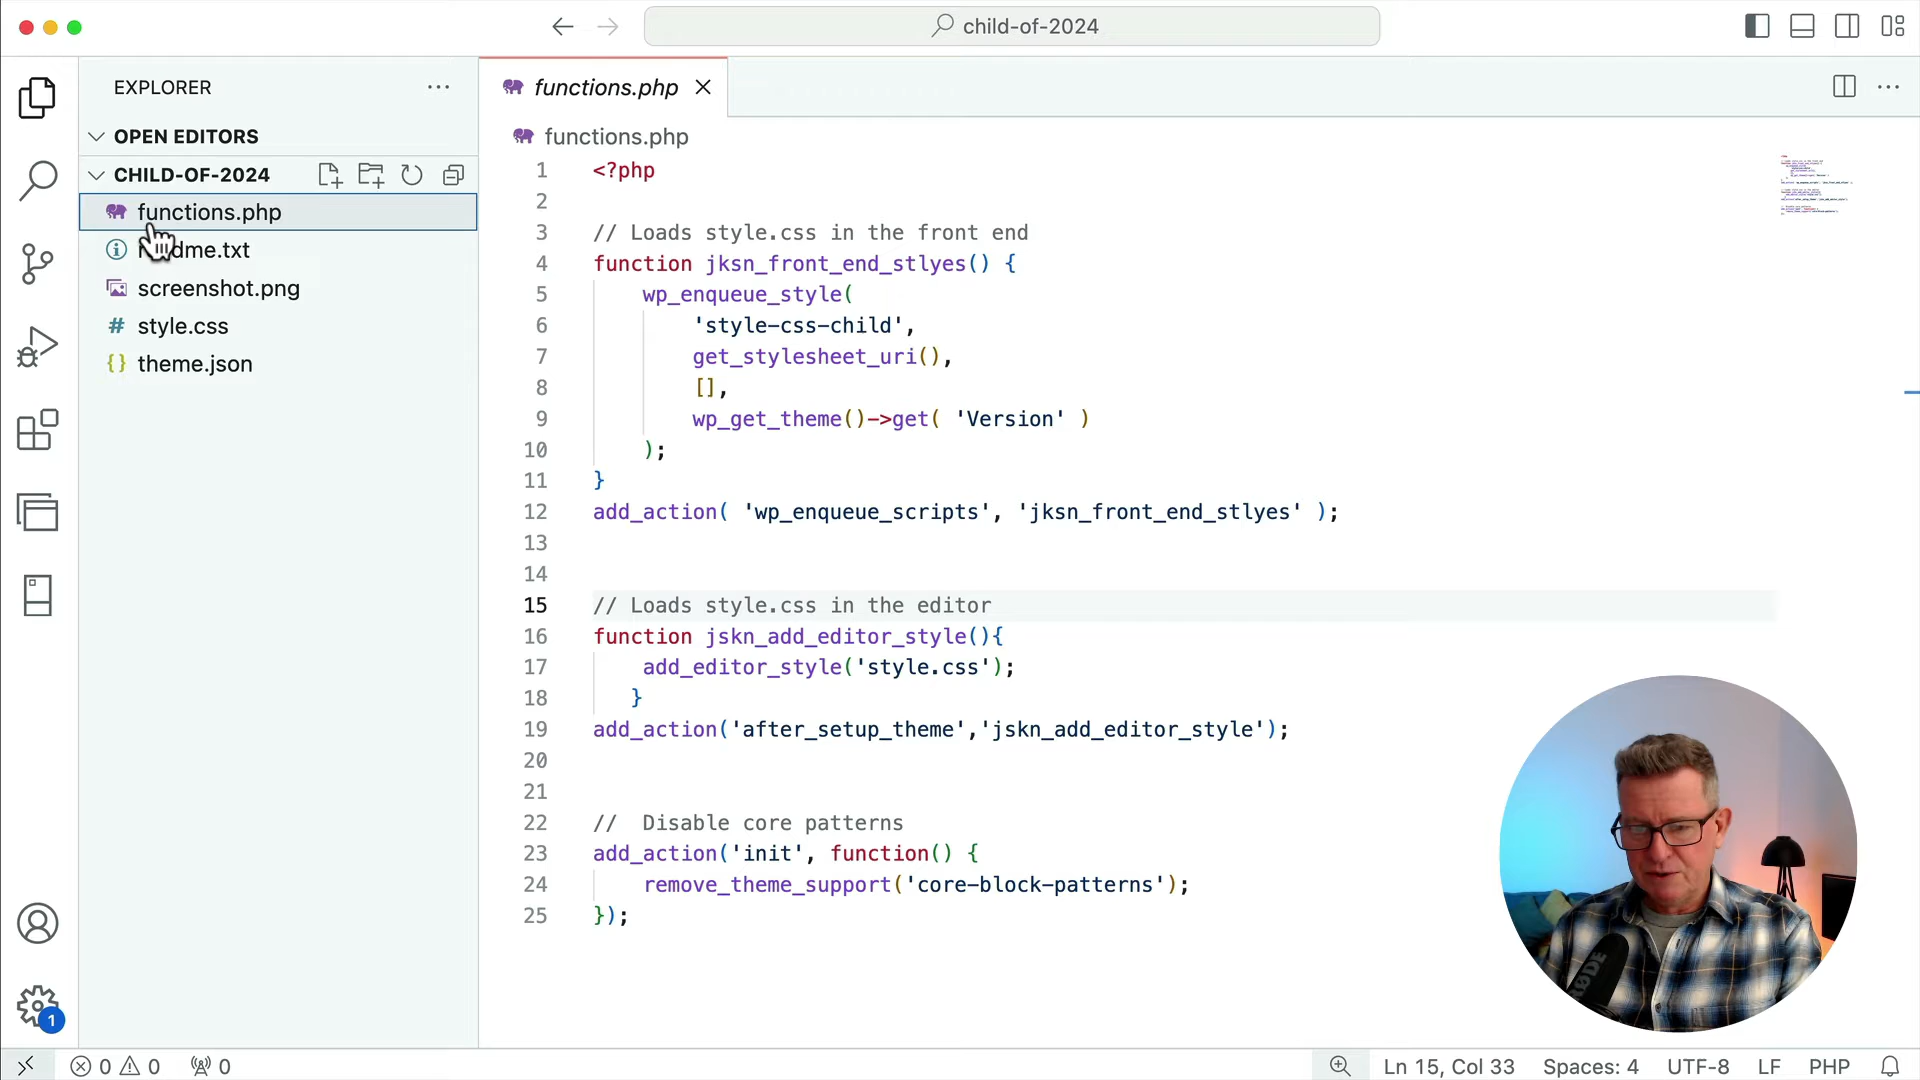 child-of-2024
EXPLORER
OPEN EDITORS
CHILD-OF-2024
functions.php
dme.txt
screenshot.png
style.css
theme.json
functions.php
functions.php
1 <?php
2
3 // Loads style.css in the front end
4 function jksn_front_end_stlyes() {
5 wp_enqueue_style(
6 'style-css-child',
7 get_stylesheet_uri(),
8 [],
9 wp_get_theme()->get( 'Version' )
10 );
11 }
12 add_action( 'wp_enqueue_scripts', 'jksn_front_end_stlyes' );
13
14
15 // Loads style.css in the editor
16 function jskn_add_editor_style(){
17 add_editor_style('style.css');
18 }
19 add_action('after_setup_theme','jskn_add_editor_style');
20
21
22 //  Disable core patterns
23 add_action('init', function() {
24 remove_theme_support('core-block-patterns');
25 });
RØDE
1
0 0 0
Ln 15, Col 33 Spaces: 4 UTF-8 LF PHP